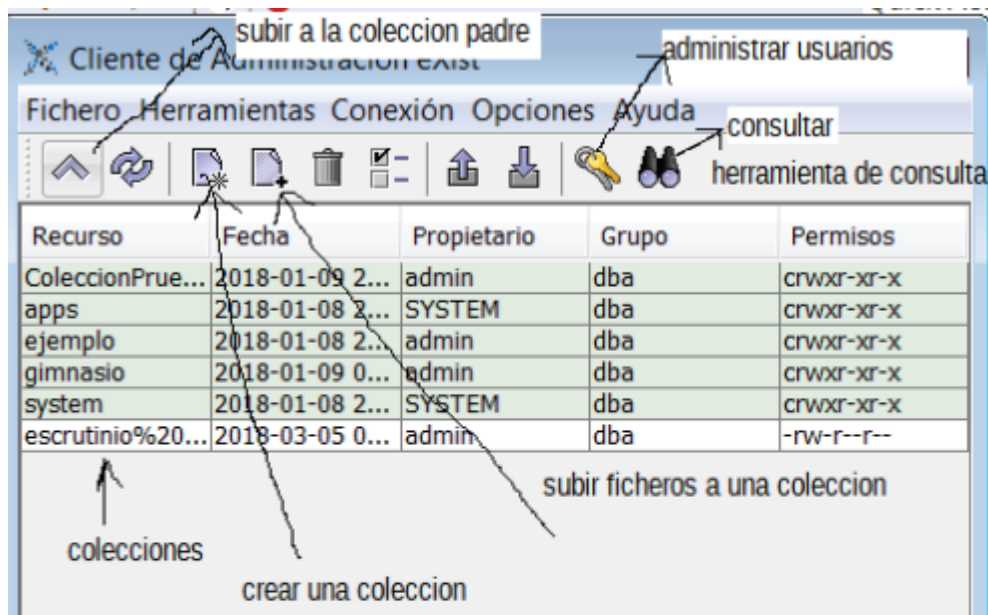 subir a la coleccion padre
Cliente de Administracion eXist
administrar usuarios
Fichero Herramientas Conexión Opciones Ayuda
consultar
herramienta de consulta
Recurso Fecha Propietario Grupo Permisos
ColeccionPrue... 2018-01-09 2... admin dba crwxr-xr-x
apps 2018-01-08 2... SYSTEM dba crwxr-xr-x
ejemplo 2018-01-08 2... admin dba crwxr-xr-x
gimnasio 2018-01-09 0... admin dba crwxr-xr-x
system 2018-01-08 2... SYSTEM dba crwxr-xr-x
escrutinio%20... 2018-03-05 0... admin dba -rw-r--r--
subir ficheros a una coleccion
colecciones
crear una coleccion